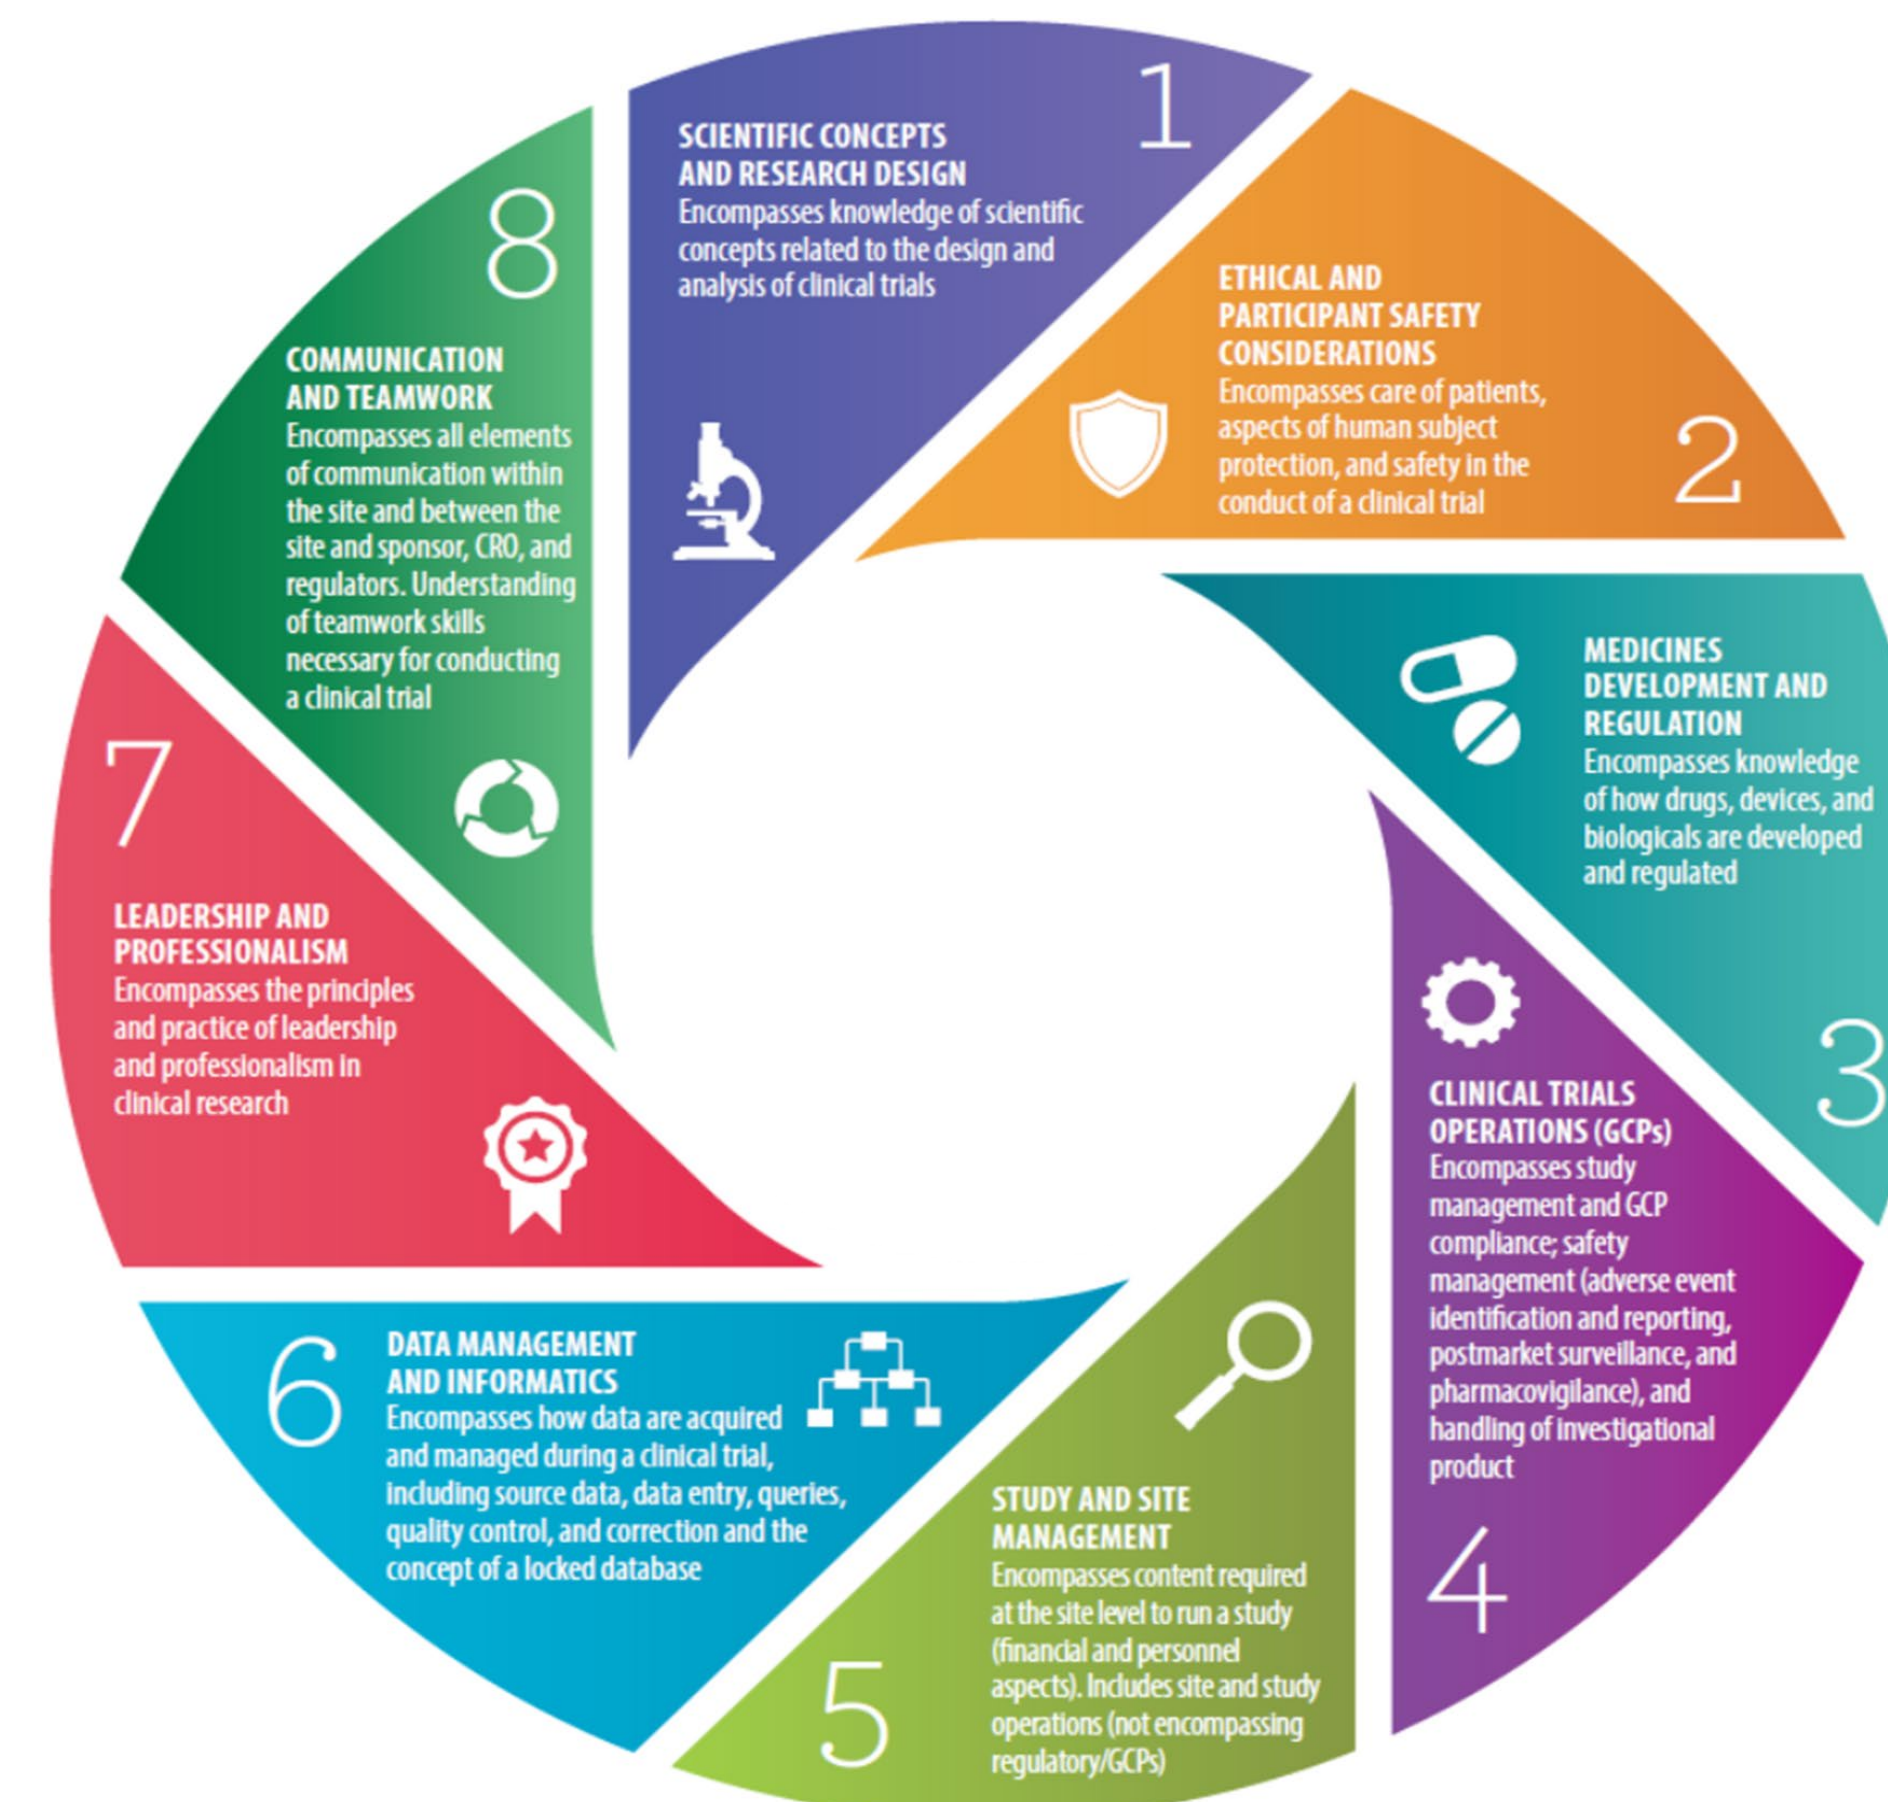 1
SCIENTIFIC CONCEPTS
AND RESEARCH DESIGN
Encompasses knowledge of scientific
concepts related to the design and
analysis of clinical trials
2
ETHICAL AND
PARTICIPANT SAFETY
CONSIDERATIONS
Encompasses care of patients,
aspects of human subject
protection, and safety in the
conduct of a clinical trial
3
MEDICINES
DEVELOPMENT AND
REGULATION
Encompasses knowledge
of how drugs, devices, and
biologicals are developed
and regulated
4
CLINICAL TRIALS
OPERATIONS (GCPs)
Encompasses study
management and GCP
compliance; safety
management (adverse event
identification and reporting,
postmarket surveillance, and
pharmacovigilance), and
handling of investigational
product
5
STUDY AND SITE
MANAGEMENT
Encompasses content required
at the site level to run a study
(financial and personnel
aspects). Includes site and study
operations (not encompassing
regulatory/GCPs)
6
DATA MANAGEMENT
AND INFORMATICS
Encompasses how data are acquired
and managed during a clinical trial,
including source data, data entry, queries,
quality control, and correction and the
concept of a locked database
7
LEADERSHIP AND
PROFESSIONALISM
Encompasses the principles
and practice of leadership
and professionalism in
clinical research
8
COMMUNICATION
AND TEAMWORK
Encompasses all elements
of communication within
the site and between the
site and sponsor, CRO, and
regulators. Understanding
of teamwork skills
necessary for conducting
a clinical trial